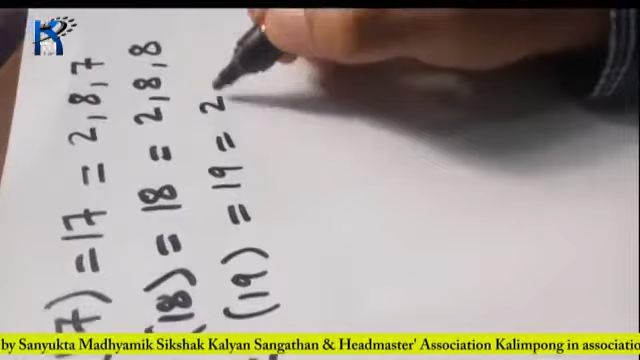 7) = 17 = 2,8,7
(18) = 18 = 2,8,8
(19) = 19 = 2
by Sanyukta Madhyamik Sikshak Kalyan Sangathan & Headmaster' Association Kalimpong in associatio